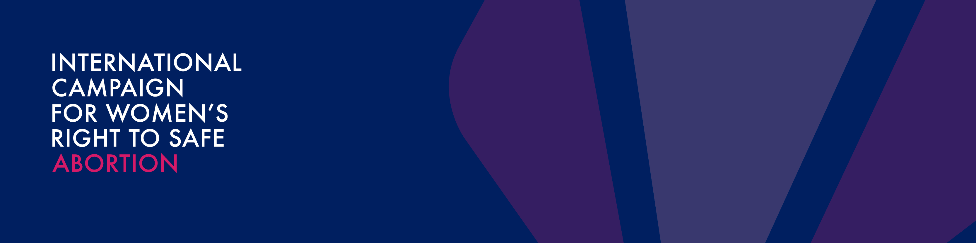 INTERNATIONAL
CAMPAIGN
FOR WOMEN'S
RIGHT TO SAFE
ABORTION